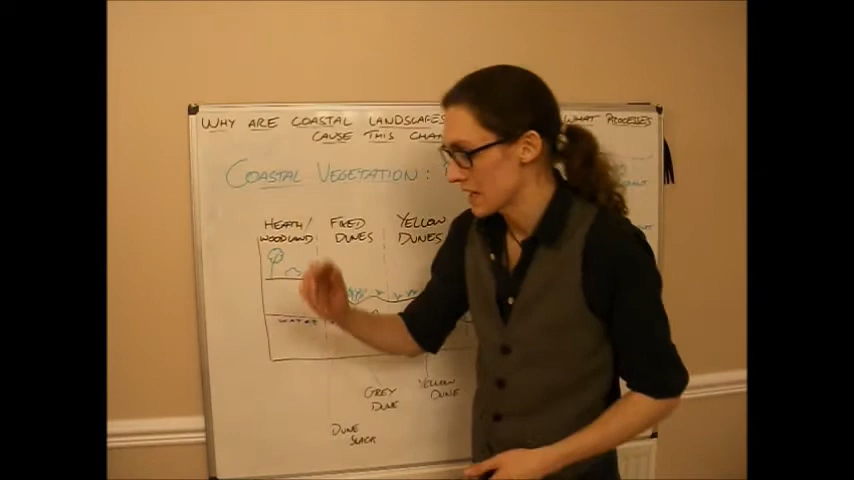 WHY ARE COASTAL LANDSCAPES WHAT PROCESSES
CAUSE THIS
COASTAL VEGETATION:
HEATH/
WOODLAND
FIXED
DUNES
YELLOW
DUNES
WATER
GREY
DUNE
YELLOW
DUNE
DUNE
SLACK